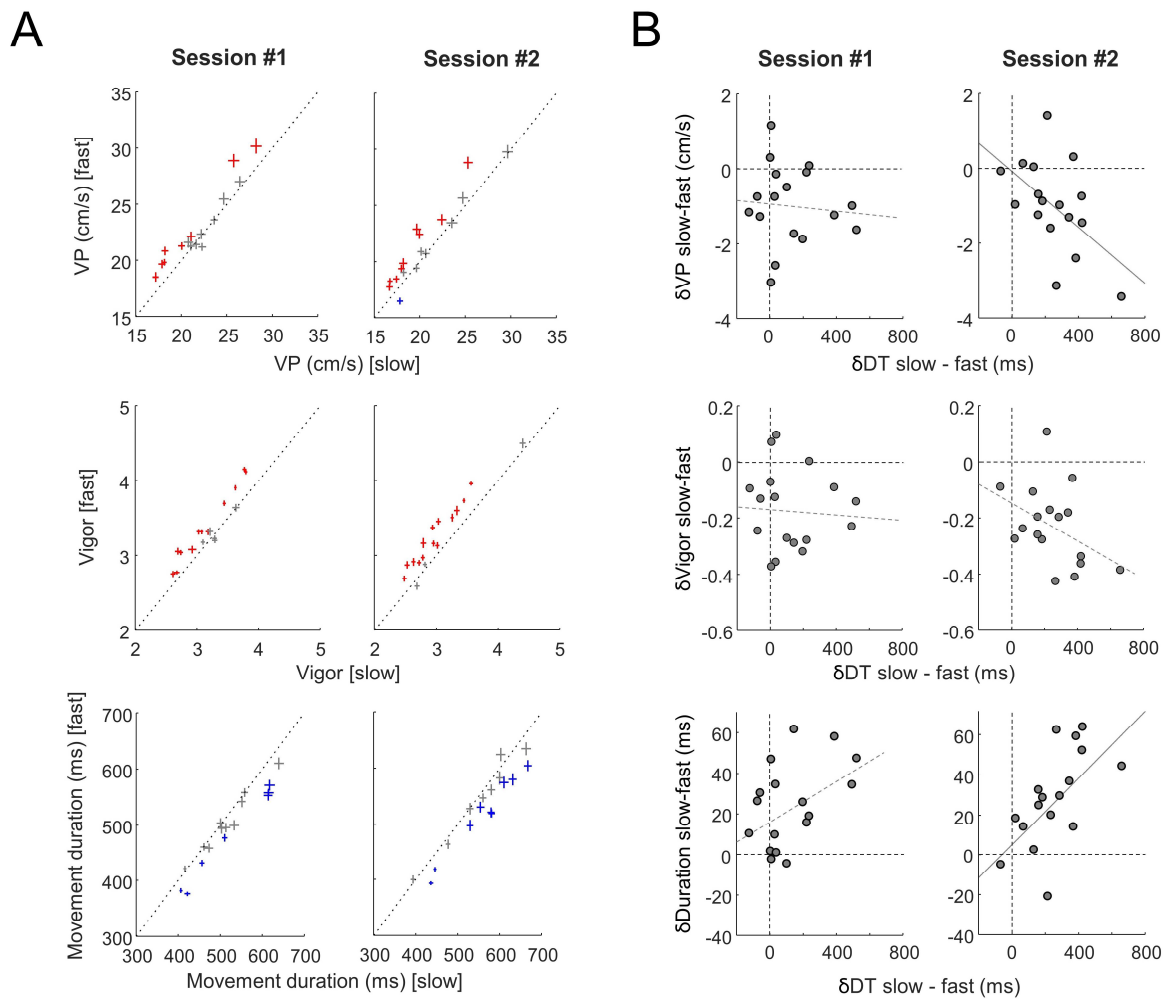 A
B
Session #1
Session #2
Session #1
Session #2
VP (cm/s) [fast]
35
30
25
20
15
15 20 25 30 35
15 20 25 30 35
VP (cm/s) [slow]
δVP slow-fast (cm/s)
2
0
-2
-4
0 400 800
2
0
-2
-4
0 400 800
δDT slow - fast (ms)
Vigor [fast]
5
4
3
2
2 3 4 5
2 3 4 5
Vigor [slow]
δVigor slow-fast
0.2
0
-0.2
-0.4
-0.6
0 400 800
0.2
0
-0.2
-0.4
-0.6
0 400 800
δDT slow - fast (ms)
Movement duration (ms) [fast]
700
600
500
400
300
300 400 500 600 700
300 400 500 600 700
Movement duration (ms) [slow]
δDuration slow-fast (ms)
60
40
20
0
-20
-40
0 400 800
60
40
20
0
-20
-40
0 400 800
δDT slow - fast (ms)